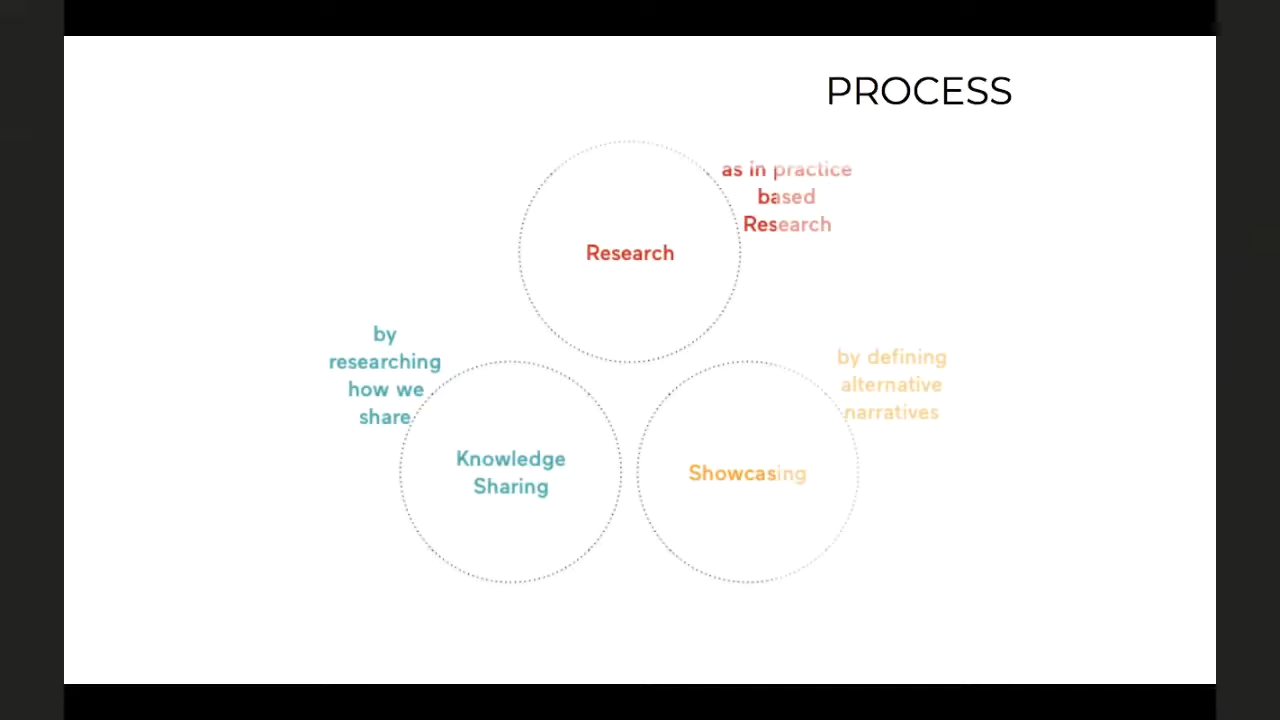 PROCESS
as in practice
based
Research
Research
by
researching
how we
share
by defining
alternative
narratives
Knowledge
Sharing
Showcasing